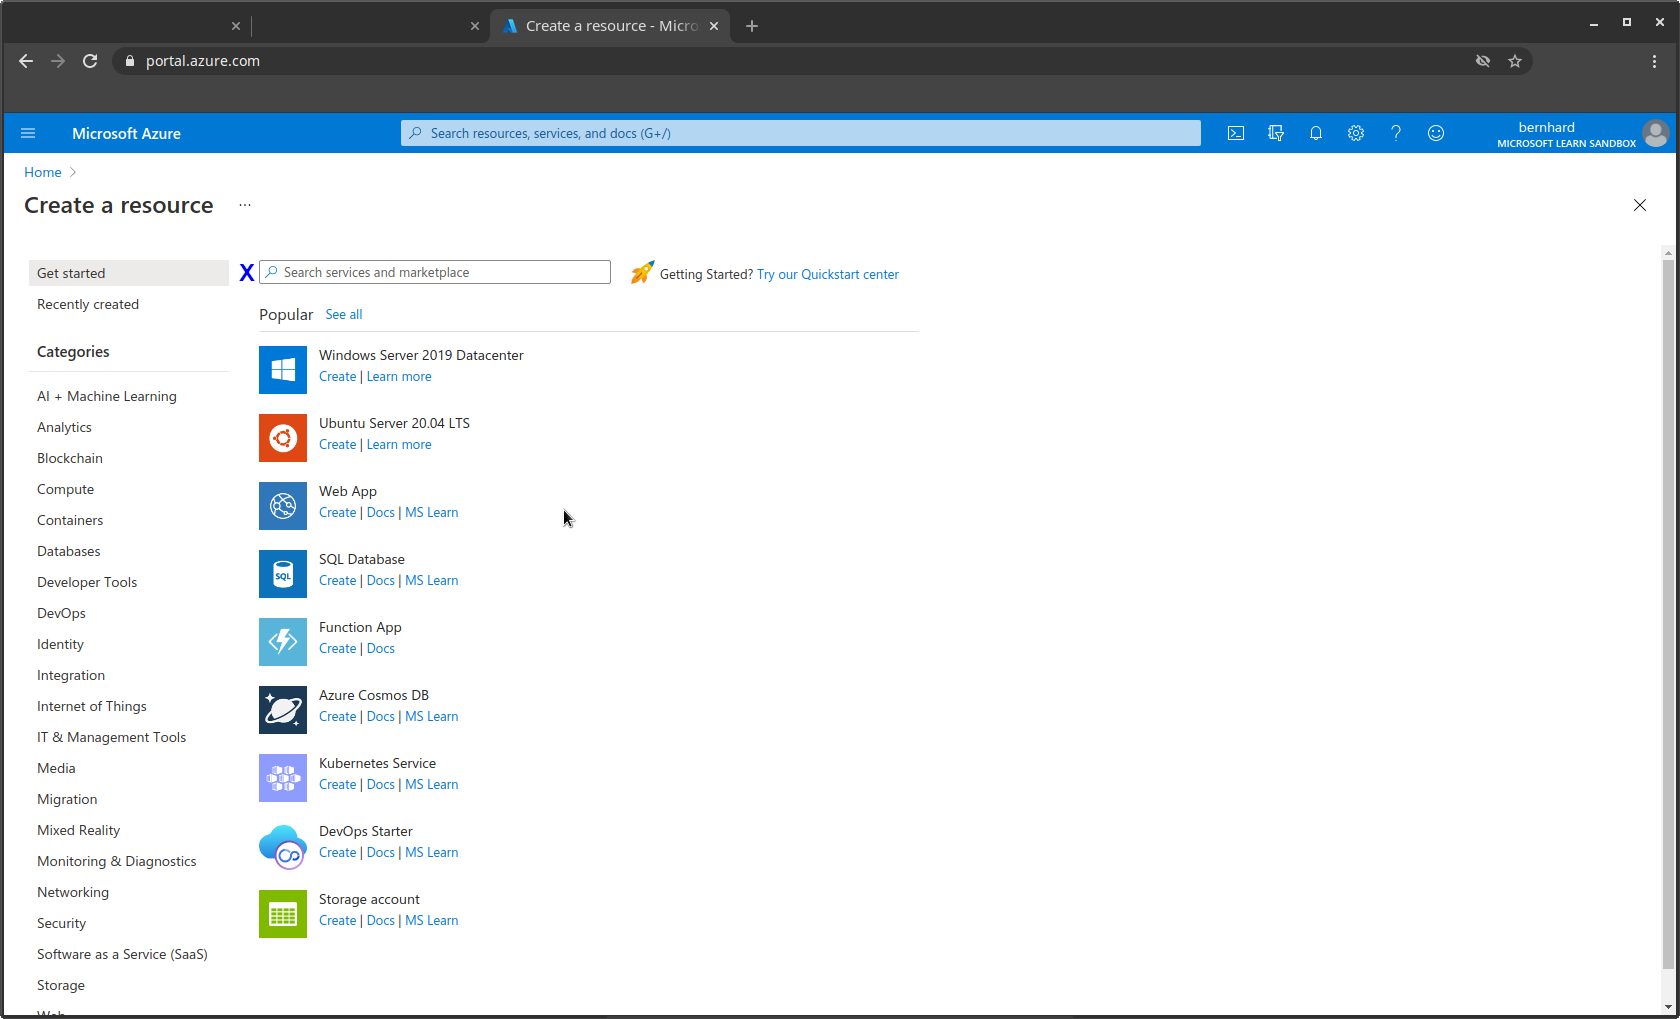 Create a resource - Micro
portal.azure.com
Microsoft Azure
Search resources, services, and docs (G+/)
bernhard
MICROSOFT LEARN SANDBOX
Home
Create a resource
...
Get started
Recently created
Categories
AI + Machine Learning
Analytics
Blockchain
Compute
Containers
Databases
Developer Tools
DevOps
Identity
Integration
Internet of Things
IT & Management Tools
Media
Migration
Mixed Reality
Monitoring & Diagnostics
Networking
Security
Software as a Service (SaaS)
Storage
X
Search services and marketplace
Getting Started? Try our Quickstart center
Popular See all
Windows Server 2019 Datacenter
Create | Learn more
Ubuntu Server 20.04 LTS
Create | Learn more
Web App
Create | Docs | MS Learn
SQL
SQL Database
Create | Docs | MS Learn
Function App
Create | Docs
Azure Cosmos DB
Create | Docs | MS Learn
Kubernetes Service
Create | Docs | MS Learn
DevOps Starter
Create | Docs | MS Learn
Storage account
Create | Docs | MS Learn